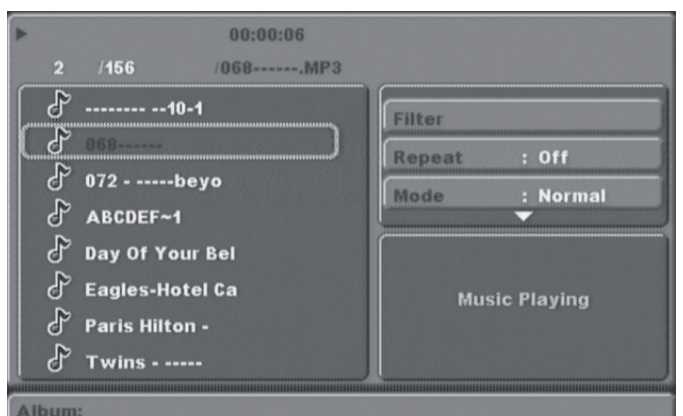 00:00:06
2 /156 /068------.MP3
-------- --10-1
068------
072 - -----beyo
ABCDEF~1
Day Of Your Bel
Eagles-Hotel Ca
Paris Hilton -
Twins - -----
Filter
Repeat : Off
Mode : Normal
Music Playing
Album: